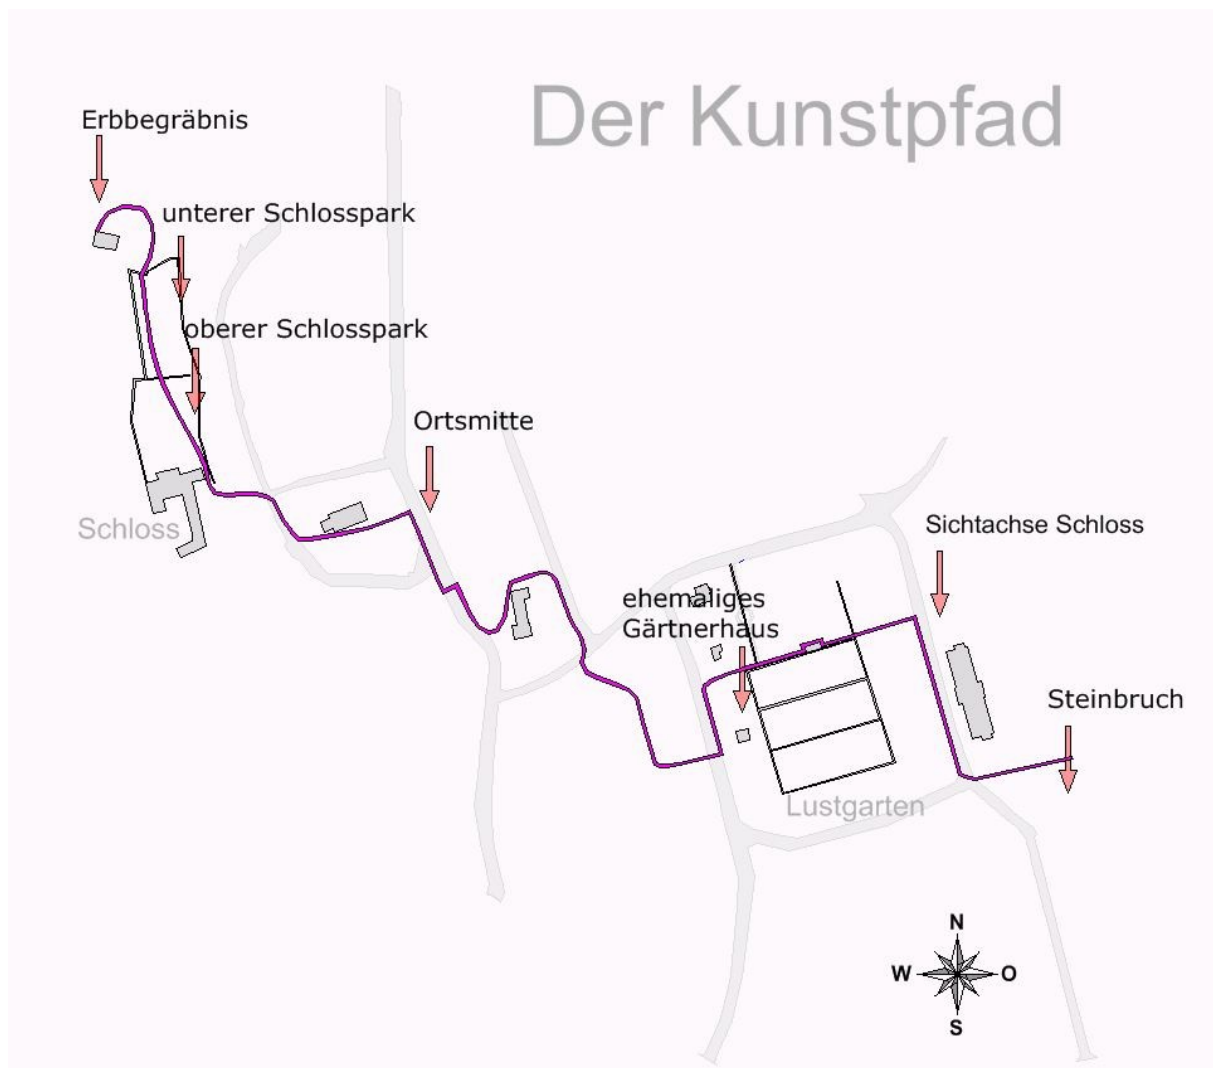 Der Kunstpfad
Erbbegräbnis
unterer Schlosspark
oberer Schlosspark
Ortsmitte
Schloss
Sichtachse Schloss
ehemaliges
Gärtnerhaus
Steinbruch
Lustgarten
N
W
O
S